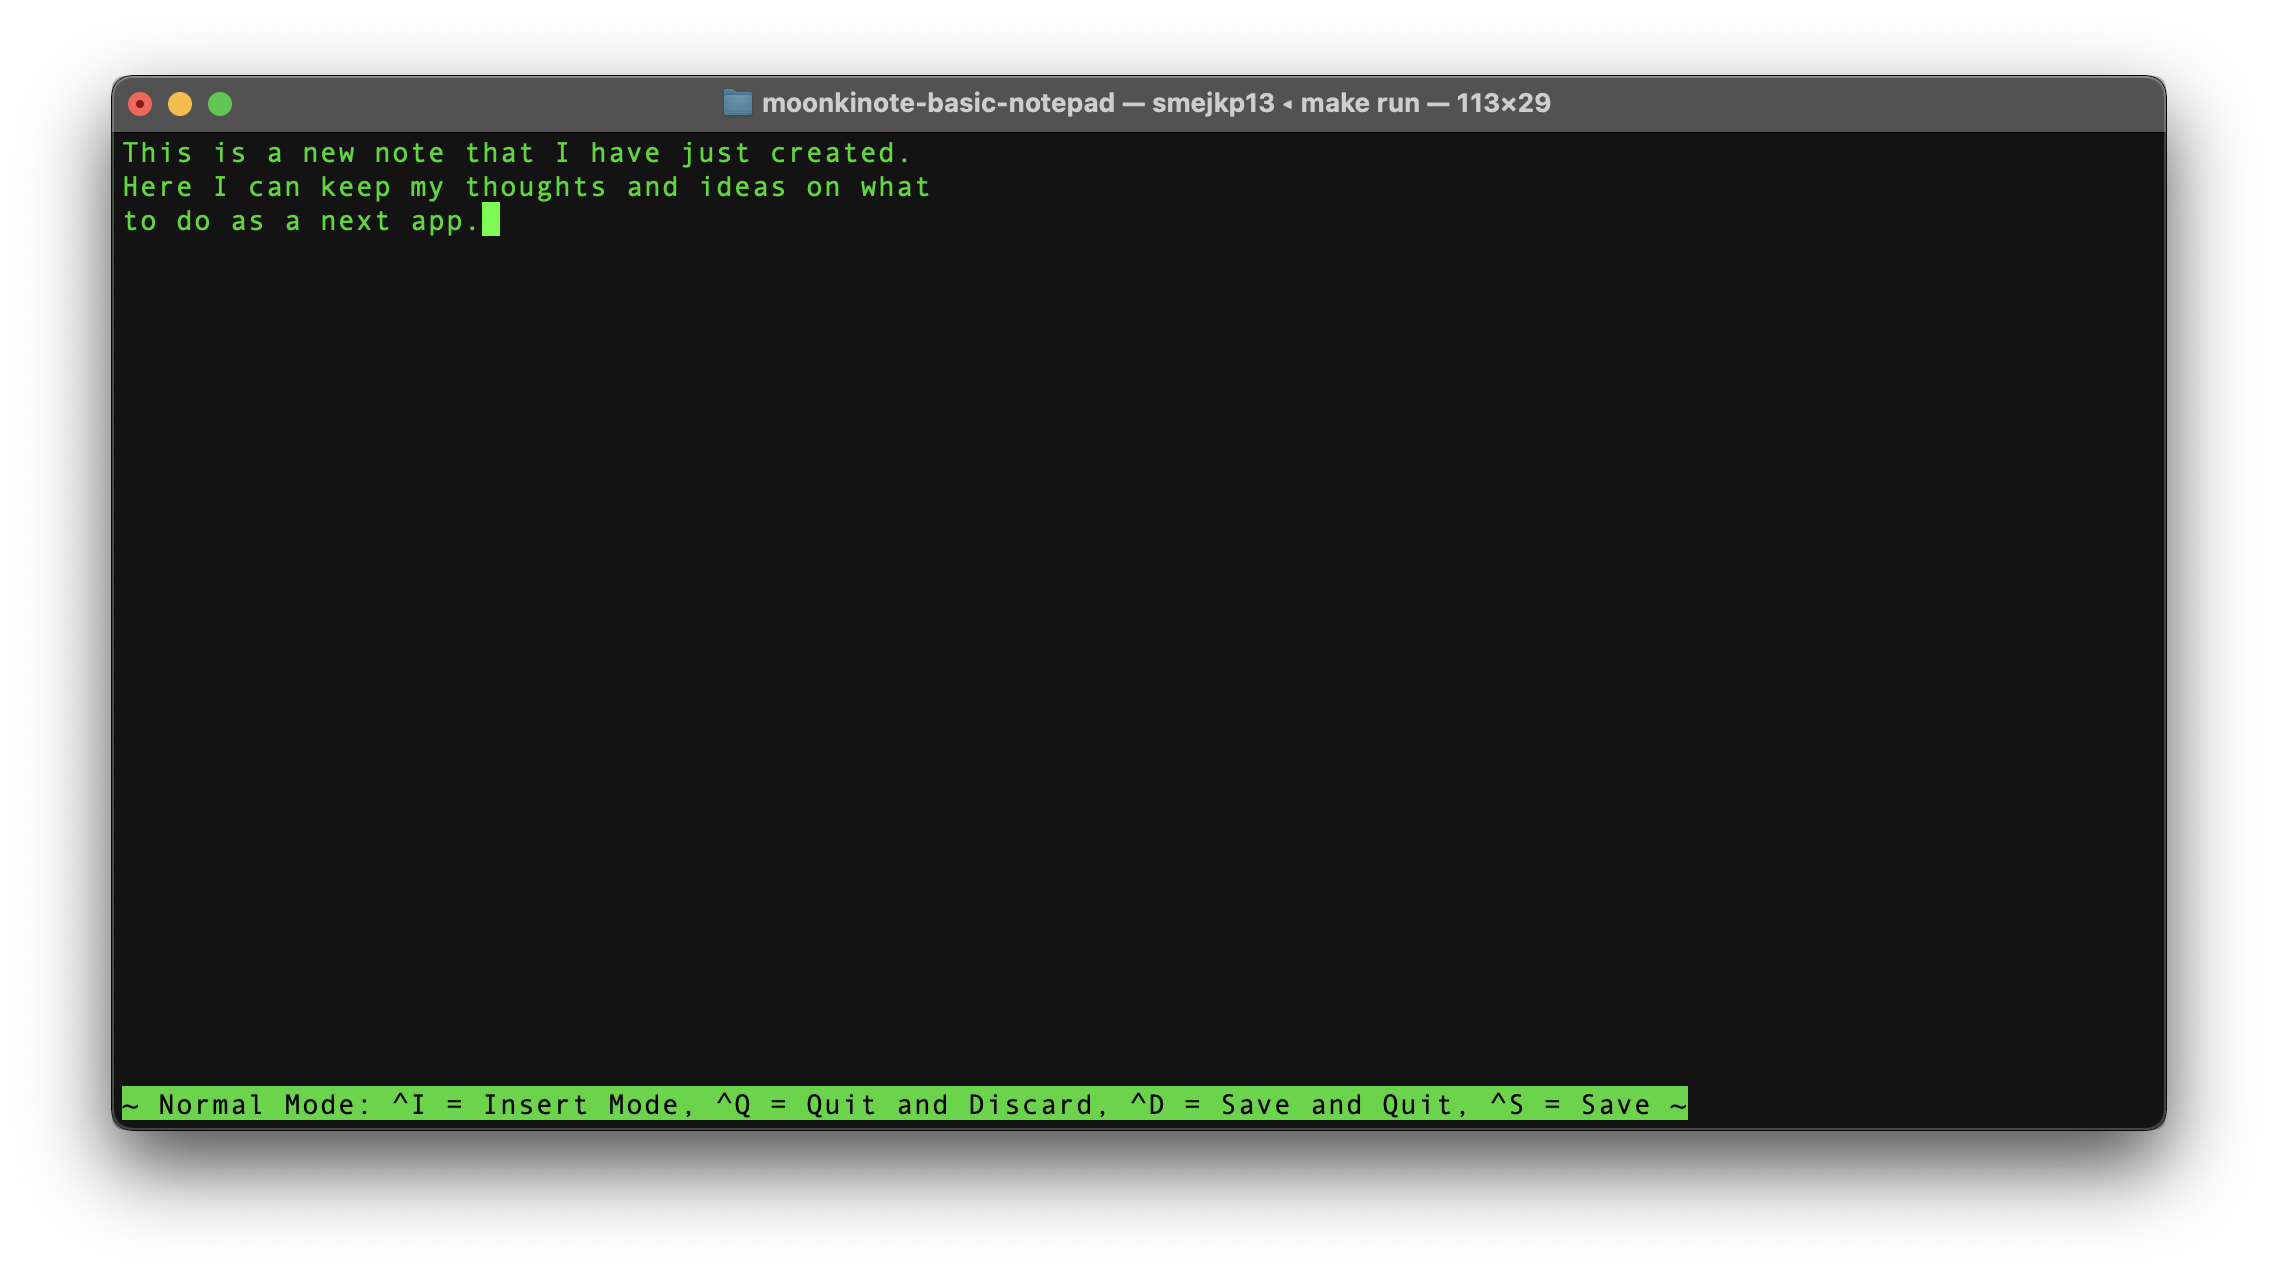 moonkinote-basic-notepad — smejkp13 ◂ make run — 113×29
This is a new note that I have just created.
Here I can keep my thoughts and ideas on what
to do as a next app.
~ Normal Mode: ^I = Insert Mode, ^Q = Quit and Discard, ^D = Save and Quit, ^S = Save ~